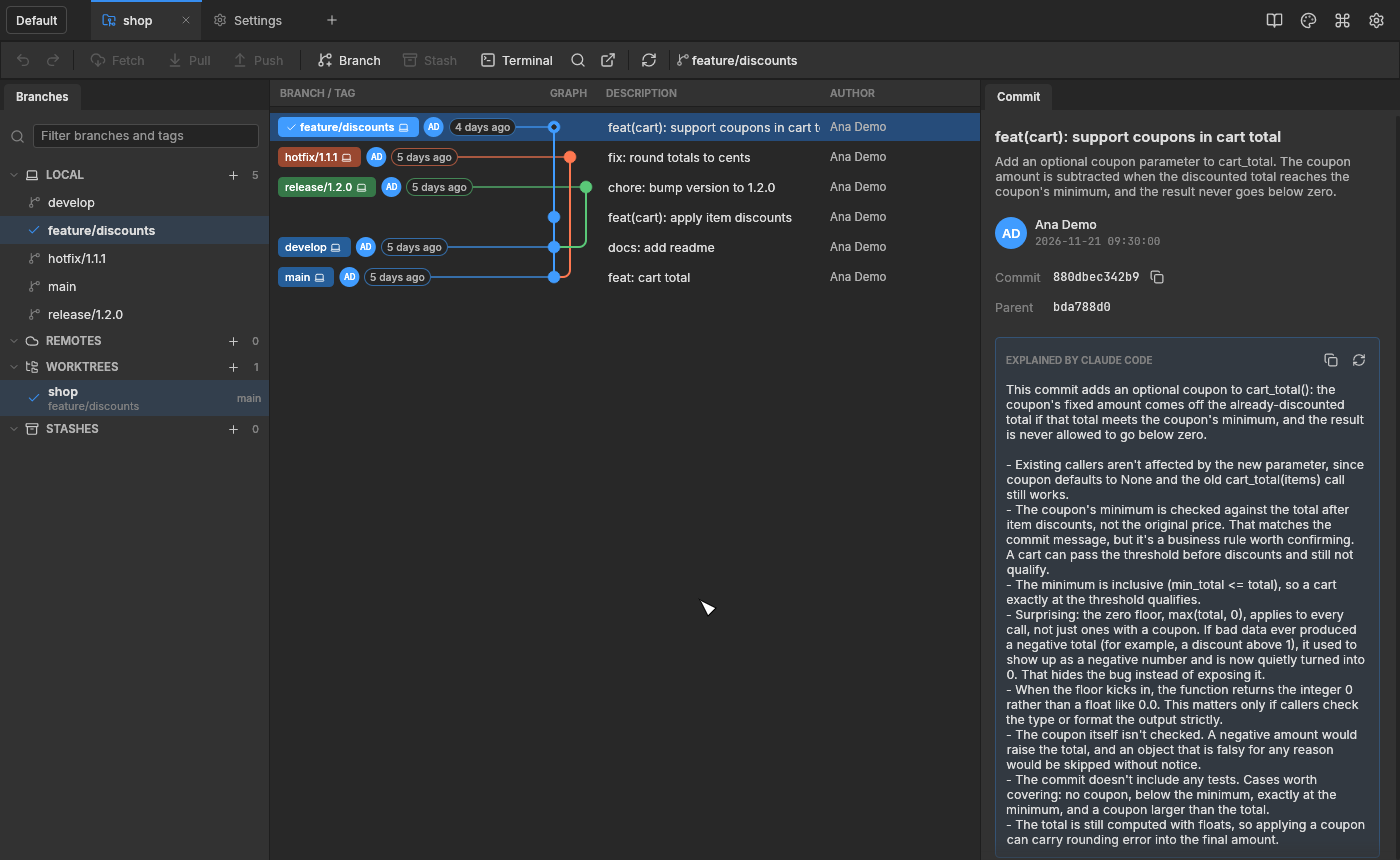 Default
shop
Settings
Fetch
Pull
Push
Branch
Stash
Terminal
feature/discounts
Branches
Filter branches and tags
LOCAL 5
develop
feature/discounts
hotfix/1.1.1
main
release/1.2.0
REMOTES 0
WORKTREES 1
shop
feature/discounts
main
STASHES 0
BRANCH / TAG GRAPH DESCRIPTION AUTHOR
feature/discounts AD 4 days ago feat(cart): support coupons in cart t Ana Demo
hotfix/1.1.1 AD 5 days ago fix: round totals to cents Ana Demo
release/1.2.0 AD 5 days ago chore: bump version to 1.2.0 Ana Demo
feat(cart): apply item discounts Ana Demo
develop AD 5 days ago docs: add readme Ana Demo
main AD 5 days ago feat: cart total Ana Demo
Commit
feat(cart): support coupons in cart total
Add an optional coupon parameter to cart_total. The coupon
amount is subtracted when the discounted total reaches the
coupon's minimum, and the result never goes below zero.
AD
Ana Demo
2026-11-21 09:30:00
Commit 880dbec342b9
Parent bda788d0
EXPLAINED BY CLAUDE CODE
This commit adds an optional coupon to cart_total(): the
coupon's fixed amount comes off the already-discounted
total if that total meets the coupon's minimum, and the result
is never allowed to go below zero.
- Existing callers aren't affected by the new parameter, since
coupon defaults to None and the old cart_total(items) call
still works.
- The coupon's minimum is checked against the total after
item discounts, not the original price. That matches the
commit message, but it's a business rule worth confirming.
A cart can pass the threshold before discounts and still not
qualify.
- The minimum is inclusive (min_total <= total), so a cart
exactly at the threshold qualifies.
- Surprising: the zero floor, max(total, 0), applies to every
call, not just ones with a coupon. If bad data ever produced
a negative total (for example, a discount above 1), it used to
show up as a negative number and is now quietly turned into
0. That hides the bug instead of exposing it.
- When the floor kicks in, the function returns the integer 0
rather than a float like 0.0. This matters only if callers check
the type or format the output strictly.
- The coupon itself isn't checked. A negative amount would
raise the total, and an object that is falsy for any reason
would be skipped without notice.
- The commit doesn't include any tests. Cases worth
covering: no coupon, below the minimum, exactly at the
minimum, and a coupon larger than the total.
- The total is still computed with floats, so applying a coupon
can carry rounding error into the final amount.